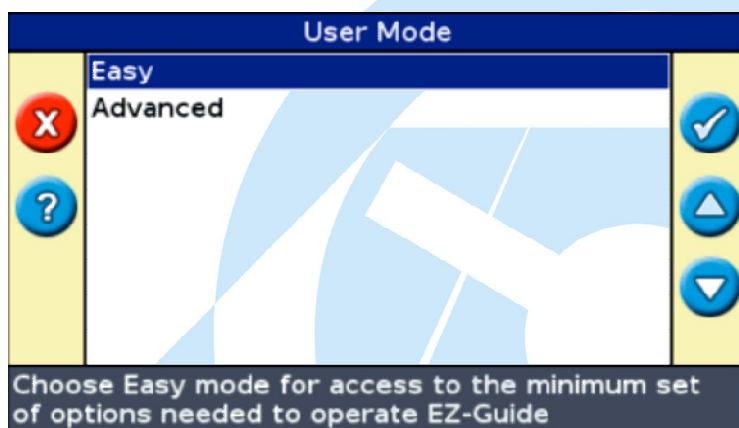 User Mode
Easy
Advanced
X
?
Choose Easy mode for access to the minimum set
of options needed to operate EZ-Guide